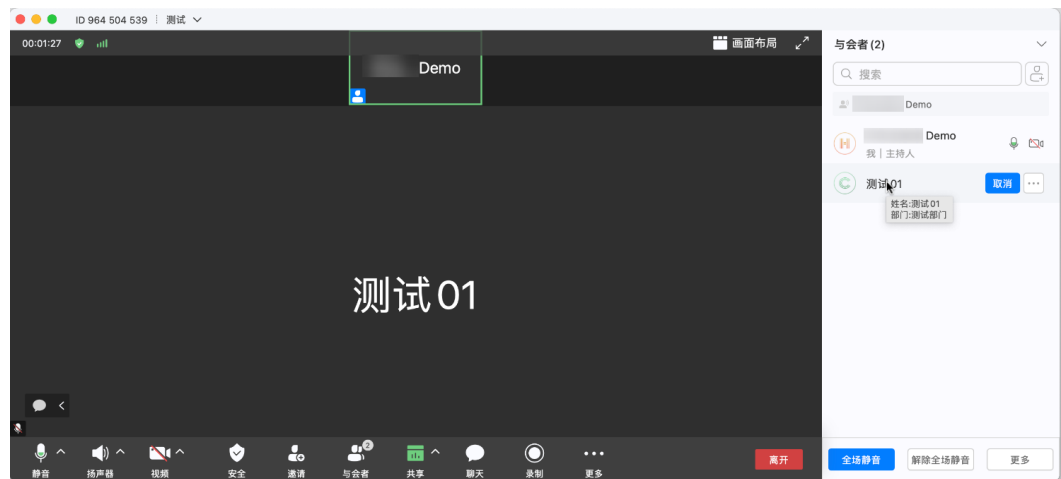 ID 964 504 539 测试
00:01:27
画面布局
Demo
测试01
静音
扬声器
视频
安全
邀请
2
与会者
共享
聊天
录制
更多
离开
与会者(2)
搜索
Demo
H
Demo
我 | 主持人
C
测试01
取消
姓名:测试01
部门:测试部门
全场静音
解除全场静音
更多